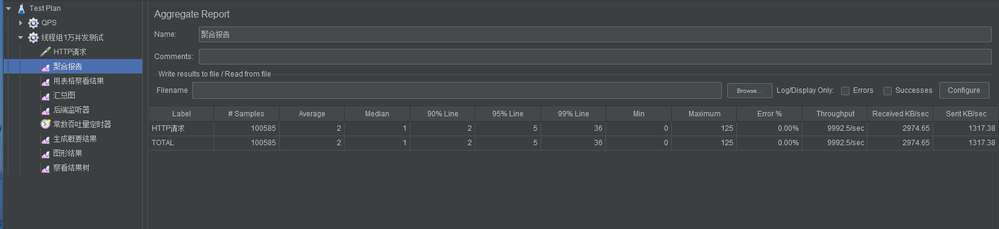 Test Plan
QPS
线程组1万并发测试
HTTP请求
聚合报告
用表格察看结果
汇总图
后端监听器
常数吞吐量定时器
生成概要结果
图形结果
察看结果树
Aggregate Report
Name: 聚合报告
Comments:
Write results to file / Read from file
Filename Browse... Log/Display Only: Errors Successes Configure
Label # Samples Average Median 90% Line 95% Line 99% Line Min Maximum Error % Throughput Received KB/sec Sent KB/sec
HTTP请求 100585 2 1 2 5 36 0 125 0.00% 9992.5/sec 2974.65 1317.38
TOTAL 100585 2 1 2 5 36 0 125 0.00% 9992.5/sec 2974.65 1317.38